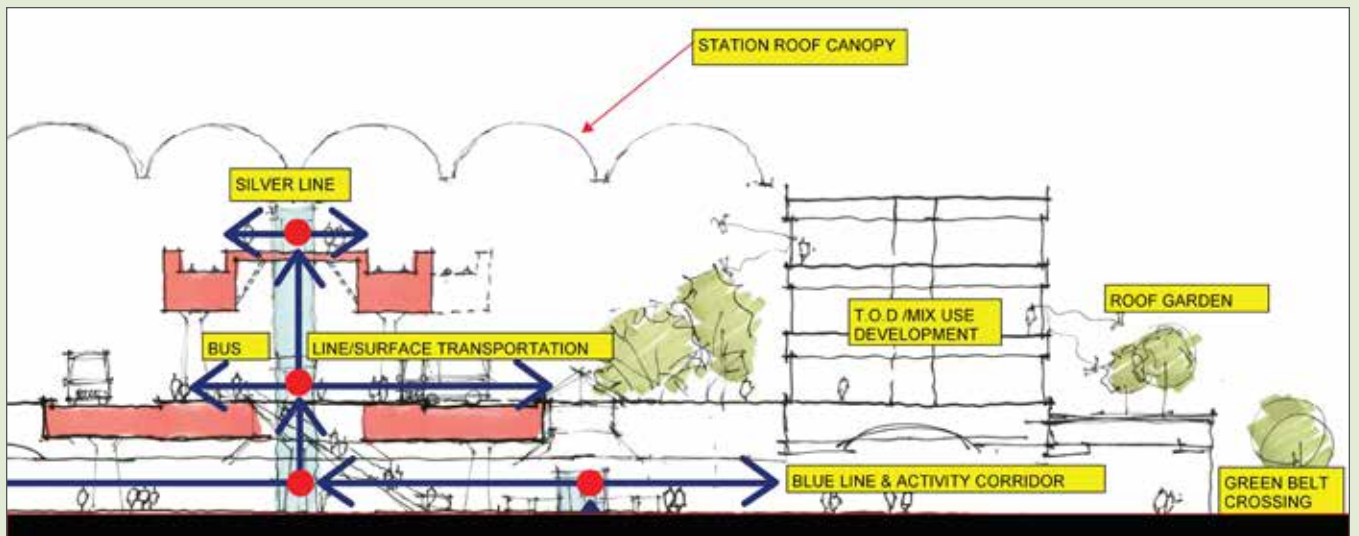 STATION ROOF CANOPY
SILVER LINE
ROOF GARDEN
T.O.D /MIX USE
DEVELOPMENT
BUS
LINE/SURFACE TRANSPORTATION
BLUE LINE & ACTIVITY CORRIDOR
GREEN BELT
CROSSING